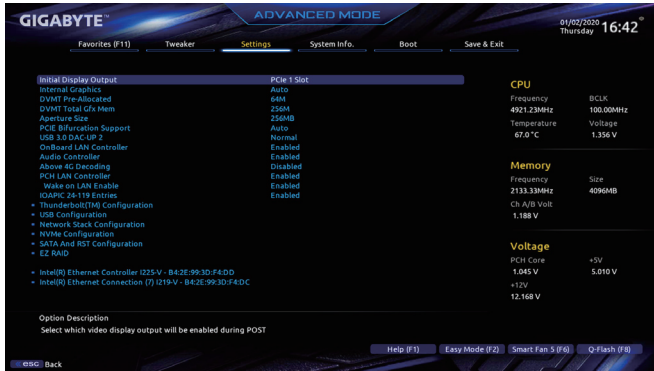 GIGABYTE™
ADVANCED MODE
01/02/2020 Thursday 16:42
Favorites (F11) Tweaker Settings System Info. Boot Save & Exit
Initial Display Output PCIe 1 Slot
Internal Graphics Auto
DVMT Pre-Allocated 64M
DVMT Total Gfx Mem 256M
Aperture Size 256MB
PCIE Bifurcation Support Auto
USB 3.0 DAC-UP 2 Normal
OnBoard LAN Controller Enabled
Audio Controller Enabled
Above 4G Decoding Disabled
PCH LAN Controller Enabled
Wake on LAN Enable Enabled
IOAPIC 24-119 Entries Enabled
+ Thunderbolt(TM) Configuration
+ USB Configuration
+ Network Stack Configuration
+ NVMe Configuration
+ SATA And RST Configuration
+ EZ RAID
+ Intel(R) Ethernet Controller I225-V - B4:2E:99:3D:F4:DD
+ Intel(R) Ethernet Connection (7) I219-V - B4:2E:99:3D:F4:DC
CPU
Frequency BCLK
4921.23MHz 100.00MHz
Temperature Voltage
67.0 °C 1.356 V
Memory
Frequency Size
2133.33MHz 4096MB
Ch A/B Volt
1.188 V
Voltage
PCH Core +5V
1.045 V 5.010 V
+12V
12.168 V
Option Description
Select which video display output will be enabled during POST
Help (F1) Easy Mode (F2) Smart Fan 5 (F6) Q-Flash (F8)
esc Back